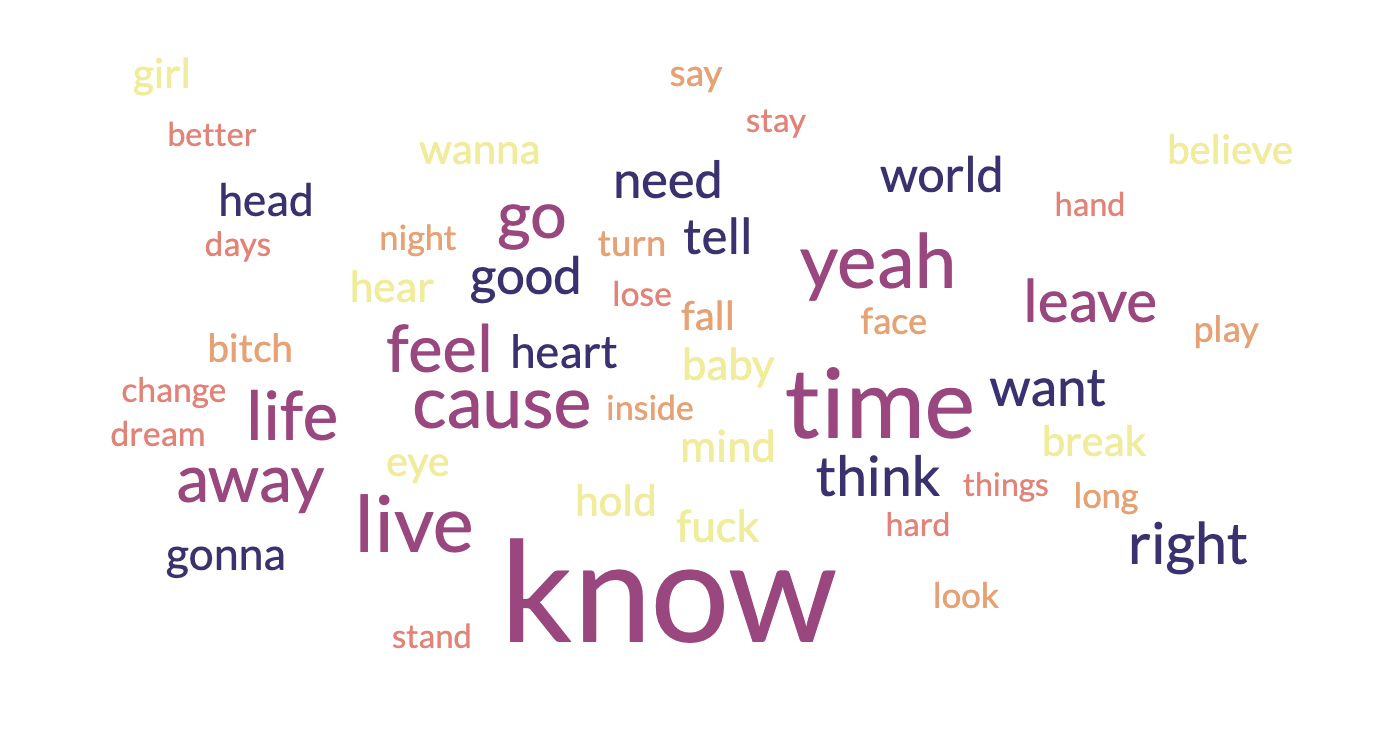 girl
say
better
stay
wanna
believe
head
need
world
hand
days
night
go
turn
tell
good
yeah
hear
lose
leave
fall
face
play
bitch
feel
heart
baby
change
life
cause
inside
time
want
dream
away
eye
mind
think
break
things
long
live
hold
fuck
hard
gonna
right
know
look
stand